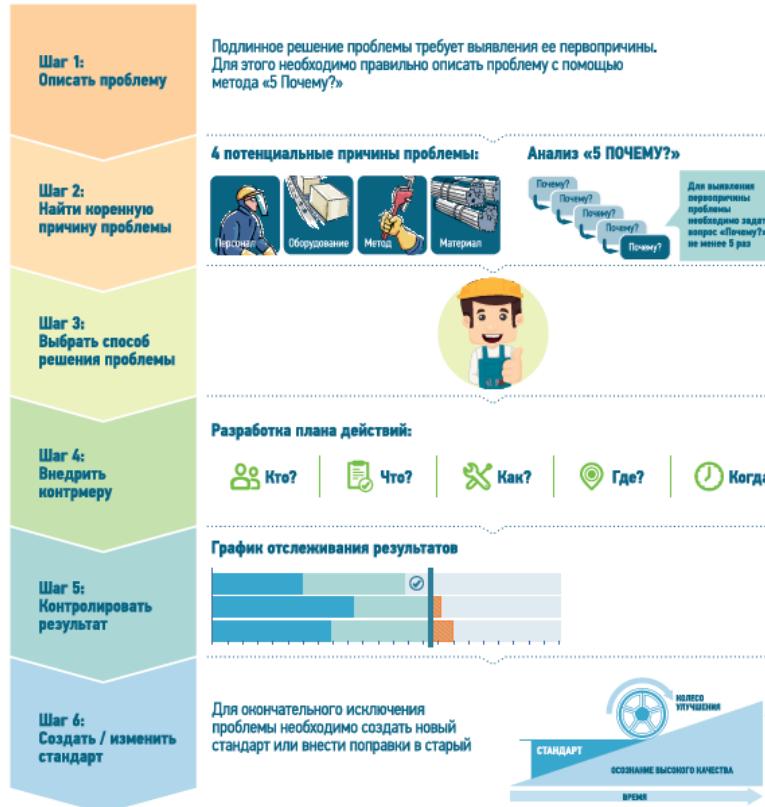 Шаг 1:
Описать проблему
Подлинное решение проблемы требует выявления ее первопричины.
Для этого необходимо правильно описать проблему с помощью
метода «5 Почему?»
Шаг 2:
Найти коренную
причину проблемы
4 потенциальные причины проблемы:
Персонал
Оборудование
Метод
Материал
Анализ «5 ПОЧЕМУ?»
Почему?
Почему?
Почему?
Почему?
Почему?
Для выявления
первопричины
проблемы
необходимо задат
вопрос «Почему?»
не менее 5 раз
Шаг 3:
Выбрать способ
решения проблемы
Шаг 4:
Внедрить
контрмеру
Разработка плана действий:
Кто?
Что?
Как?
Где?
Когда
Шаг 5:
Контролировать
результат
График отслеживания результатов
Шаг 6:
Создать / изменить
стандарт
Для окончательного исключения
проблемы необходимо создать новый
стандарт или внести поправки в старый
КОЛЕСО
УЛУЧШЕНИЯ
СТАНДАРТ
ОСОЗНАНИЕ ВЫСОКОГО КАЧЕСТВА
ВРЕМЯ